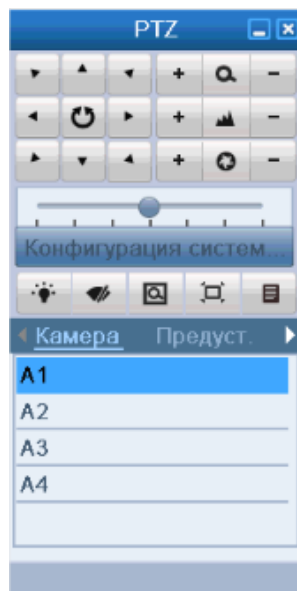 PTZ
Конфигурация систем...
Камера Предуст.
A1
A2
A3
A4